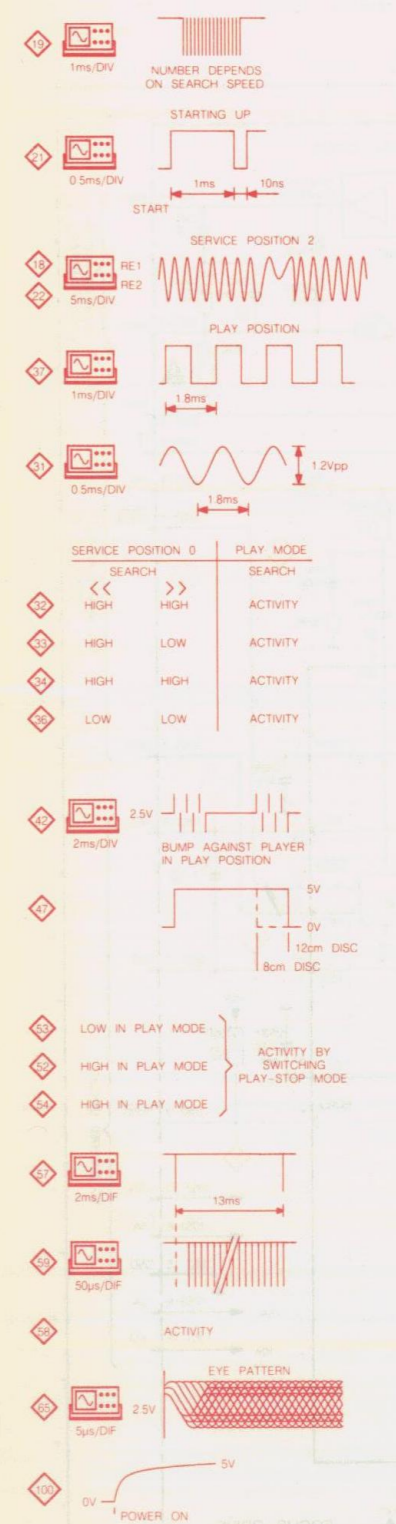 19
1ms/DIV
NUMBER DEPENDS
ON SEARCH SPEED
STARTING UP
21
0.5ms/DIV
1ms 10ns
START
SERVICE POSITION 2
18 RE1
22 RE2
5ms/DIV
PLAY POSITION
37
1ms/DIV
1.8ms
31
1.2Vpp
0.5ms/DIV
1.8ms
SERVICE POSITION 0 PLAY MODE
SEARCH SEARCH
<< >>
32 HIGH HIGH ACTIVITY
33 HIGH LOW ACTIVITY
34 HIGH HIGH ACTIVITY
36 LOW LOW ACTIVITY
42 2.5V
2ms/DIV
BUMP AGAINST PLAYER
IN PLAY POSITION
47
5V
0V
12cm DISC
8cm DISC
53 LOW IN PLAY MODE
52 HIGH IN PLAY MODE
54 HIGH IN PLAY MODE
ACTIVITY BY
SWITCHING
PLAY-STOP MODE
57
2ms/DIF
13ms
59
50µs/DIF
58 ACTIVITY
EYE PATTERN
65 2.5V
5µs/DIF
100
5V
0V
POWER ON